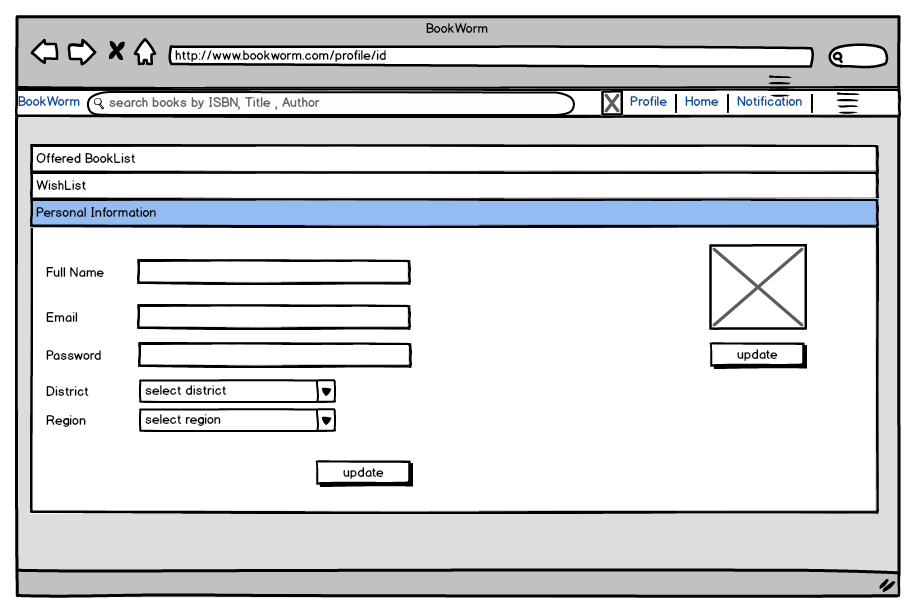 BookWorm
http://www.bookworm.com/profile/id
BookWorm search books by ISBN, Title , Author Profile Home Notification
Offered BookList
WishList
Personal Information
Full Name
Email
Password
update
District select district
Region select region
update